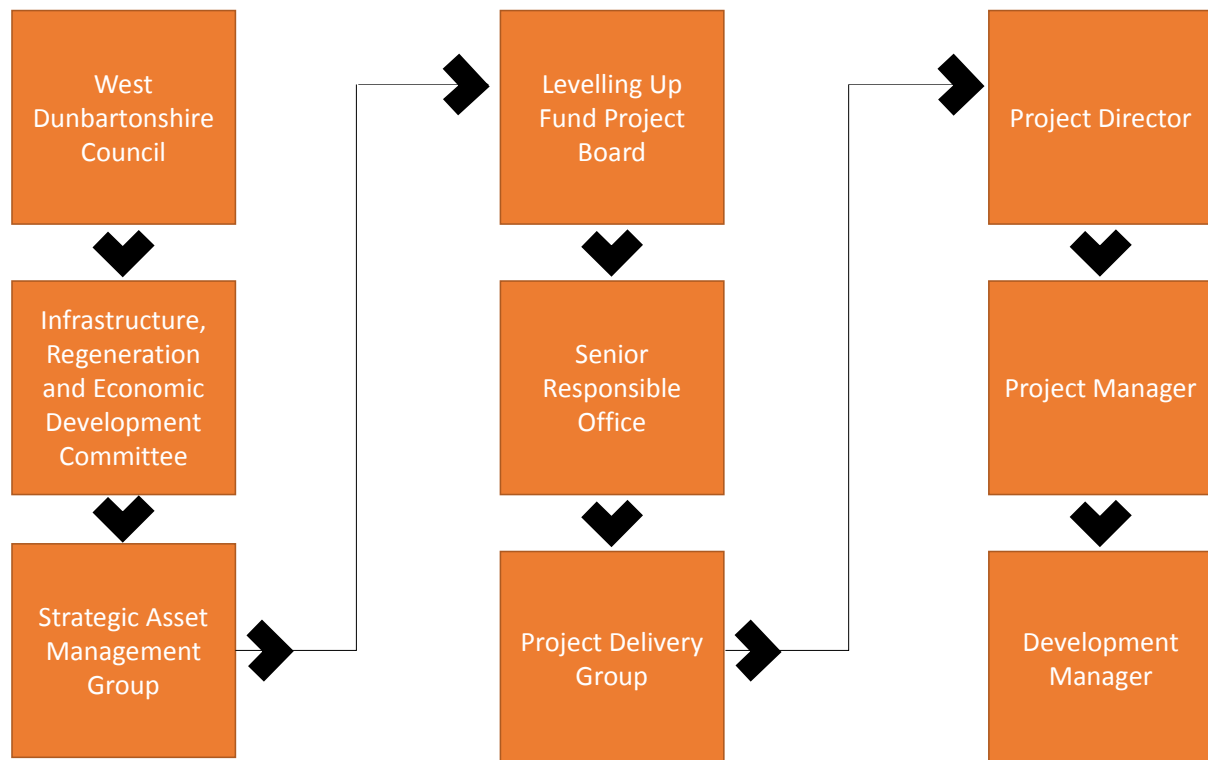 West
Dunbartonshire
Council
Infrastructure,
Regeneration
and Economic
Development
Committee
Strategic Asset
Management
Group
Levelling Up
Fund Project
Board
Senior
Responsible
Office
Project Delivery
Group
Project Director
Project Manager
Development
Manager